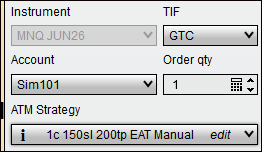 Instrument TIF
MNQ JUN26 GTC
Account Order qty
Sim101 1
ATM Strategy
1c 150sl 200tp EAT Manual edit